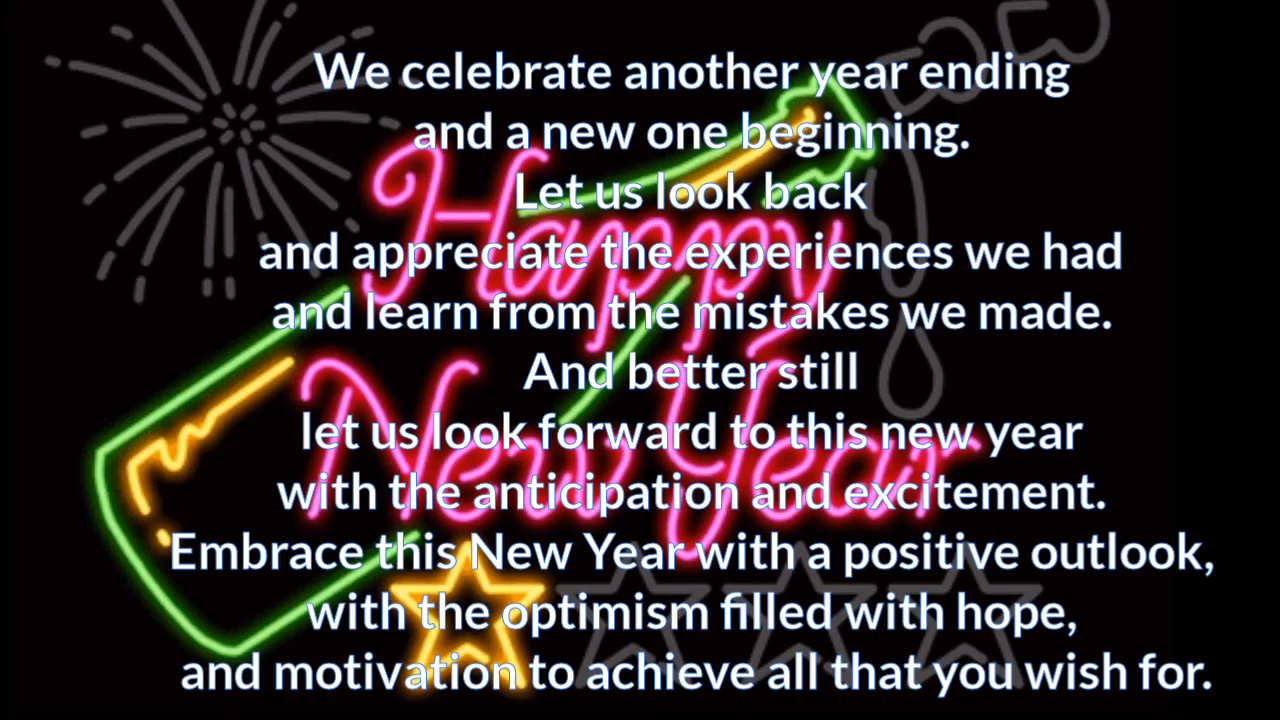 We celebrate another year ending
and a new one beginning.
Let us look back
and appreciate the experiences we had
and learn from the mistakes we made.
And better still
let us look forward to this new year
with the anticipation and excitement.
Embrace this New Year with a positive outlook,
with the optimism filled with hope,
and motivation to achieve all that you wish for.
Happy
New Year